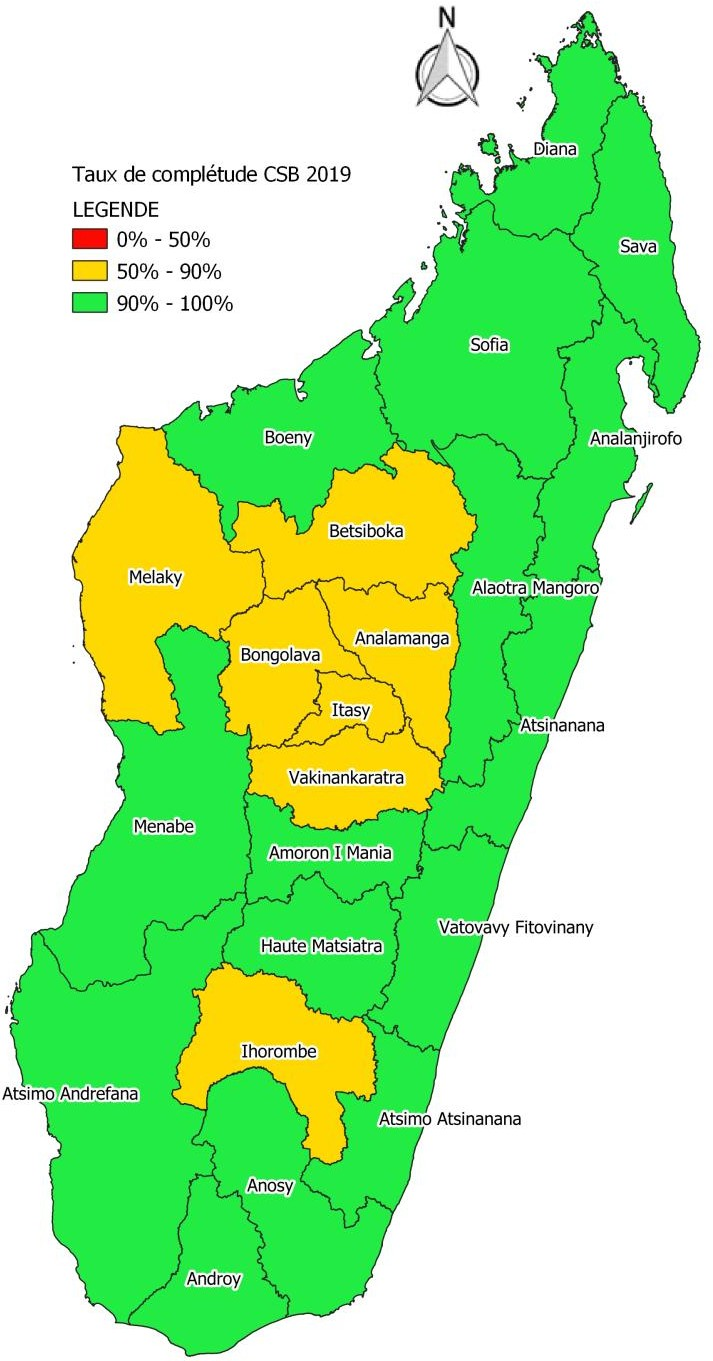 N
Taux de complétude CSB 2019
LEGENDE
0% - 50%
50% - 90%
90% - 100%
Diana
Sava
Sofia
Boeny
Analanjirofo
Betsiboka
Melaky
Alaotra Mangoro
Analamanga
Bongolava
Itasy
Atsinanana
Vakinankaratra
Menabe
Amoron I Mania
Vatovavy Fitovinany
Haute Matsiatra
Ihorombe
Atsimo Andrefana
Atsimo Atsinanana
Anosy
Androy